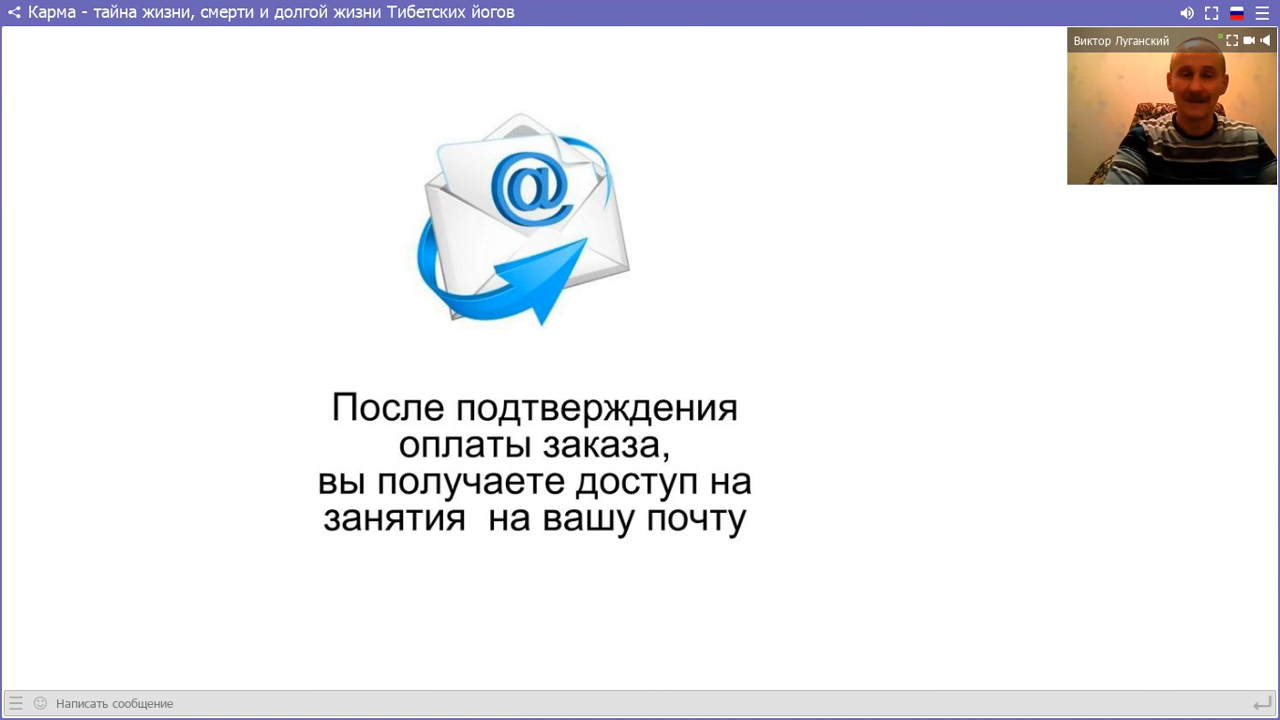 Карма - тайна жизни, смерти и долгой жизни Тибетских йогов
Виктор Луганский
@
После подтверждения
оплаты заказа,
вы получаете доступ на
занятия на вашу почту
Написать сообщение